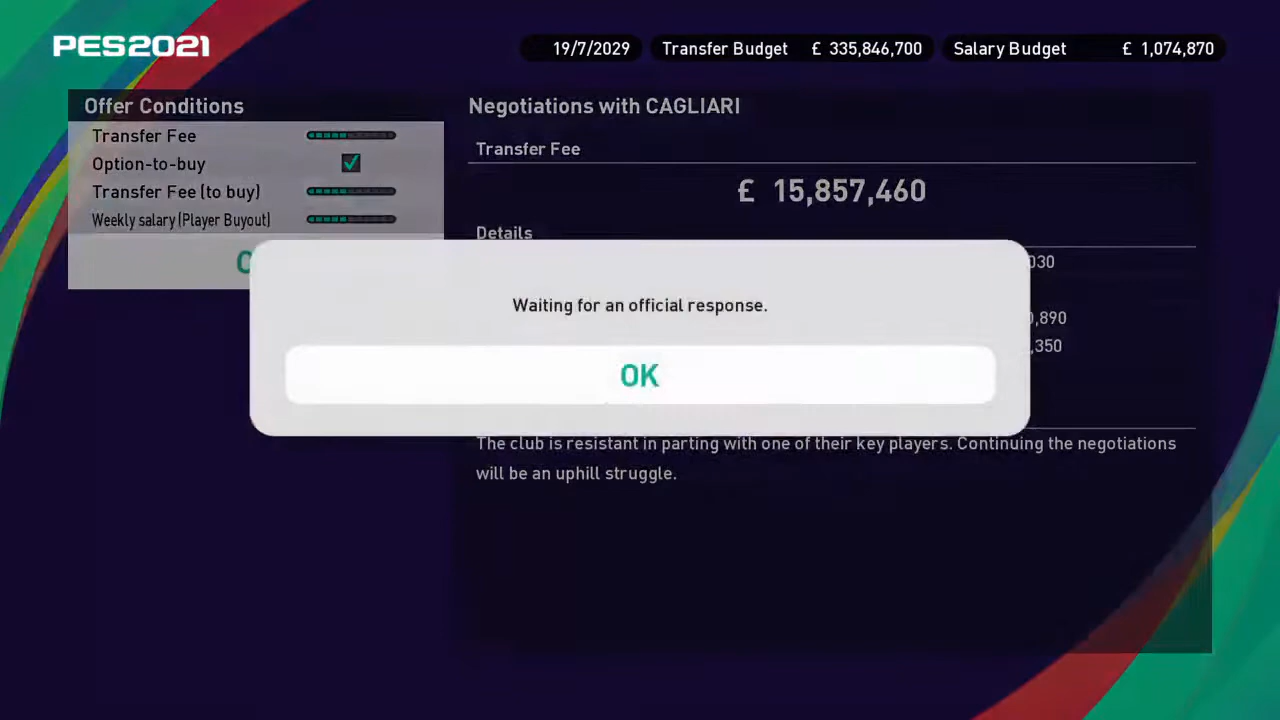 PES2021
19/7/2029 Transfer Budget £ 335,846,700 Salary Budget £ 1,074,870
Offer Conditions
Transfer Fee
Option-to-buy
Transfer Fee (to buy)
Weekly salary (Player Buyout)
Negotiations with CAGLIARI
Transfer Fee
£ 15,857,460
Details
Waiting for an official response.
OK
The club is resistant in parting with one of their key players. Continuing the negotiations
will be an uphill struggle.